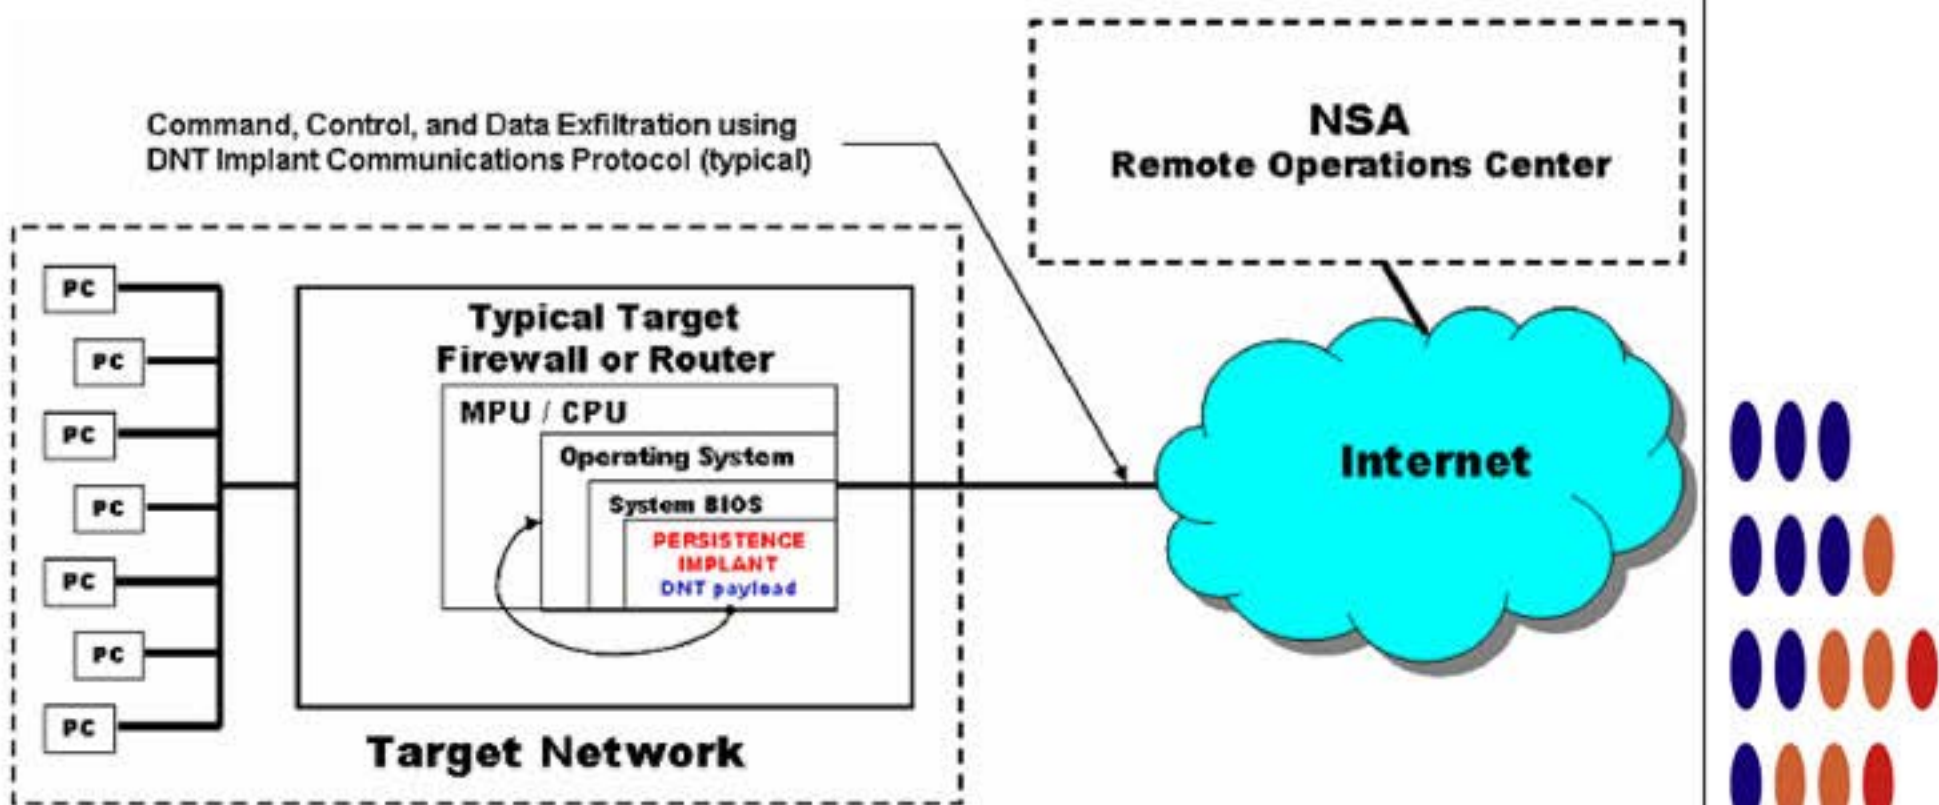 Command, Control, and Data Exfiltration using
DNT Implant Communications Protocol (typical)
NSA
Remote Operations Center
PC
PC
PC
PC
PC
PC
PC
Typical Target
Firewall or Router
MPU / CPU
Operating System
System BIOS
PERSISTENCE
IMPLANT
DNT payload
Internet
Target Network